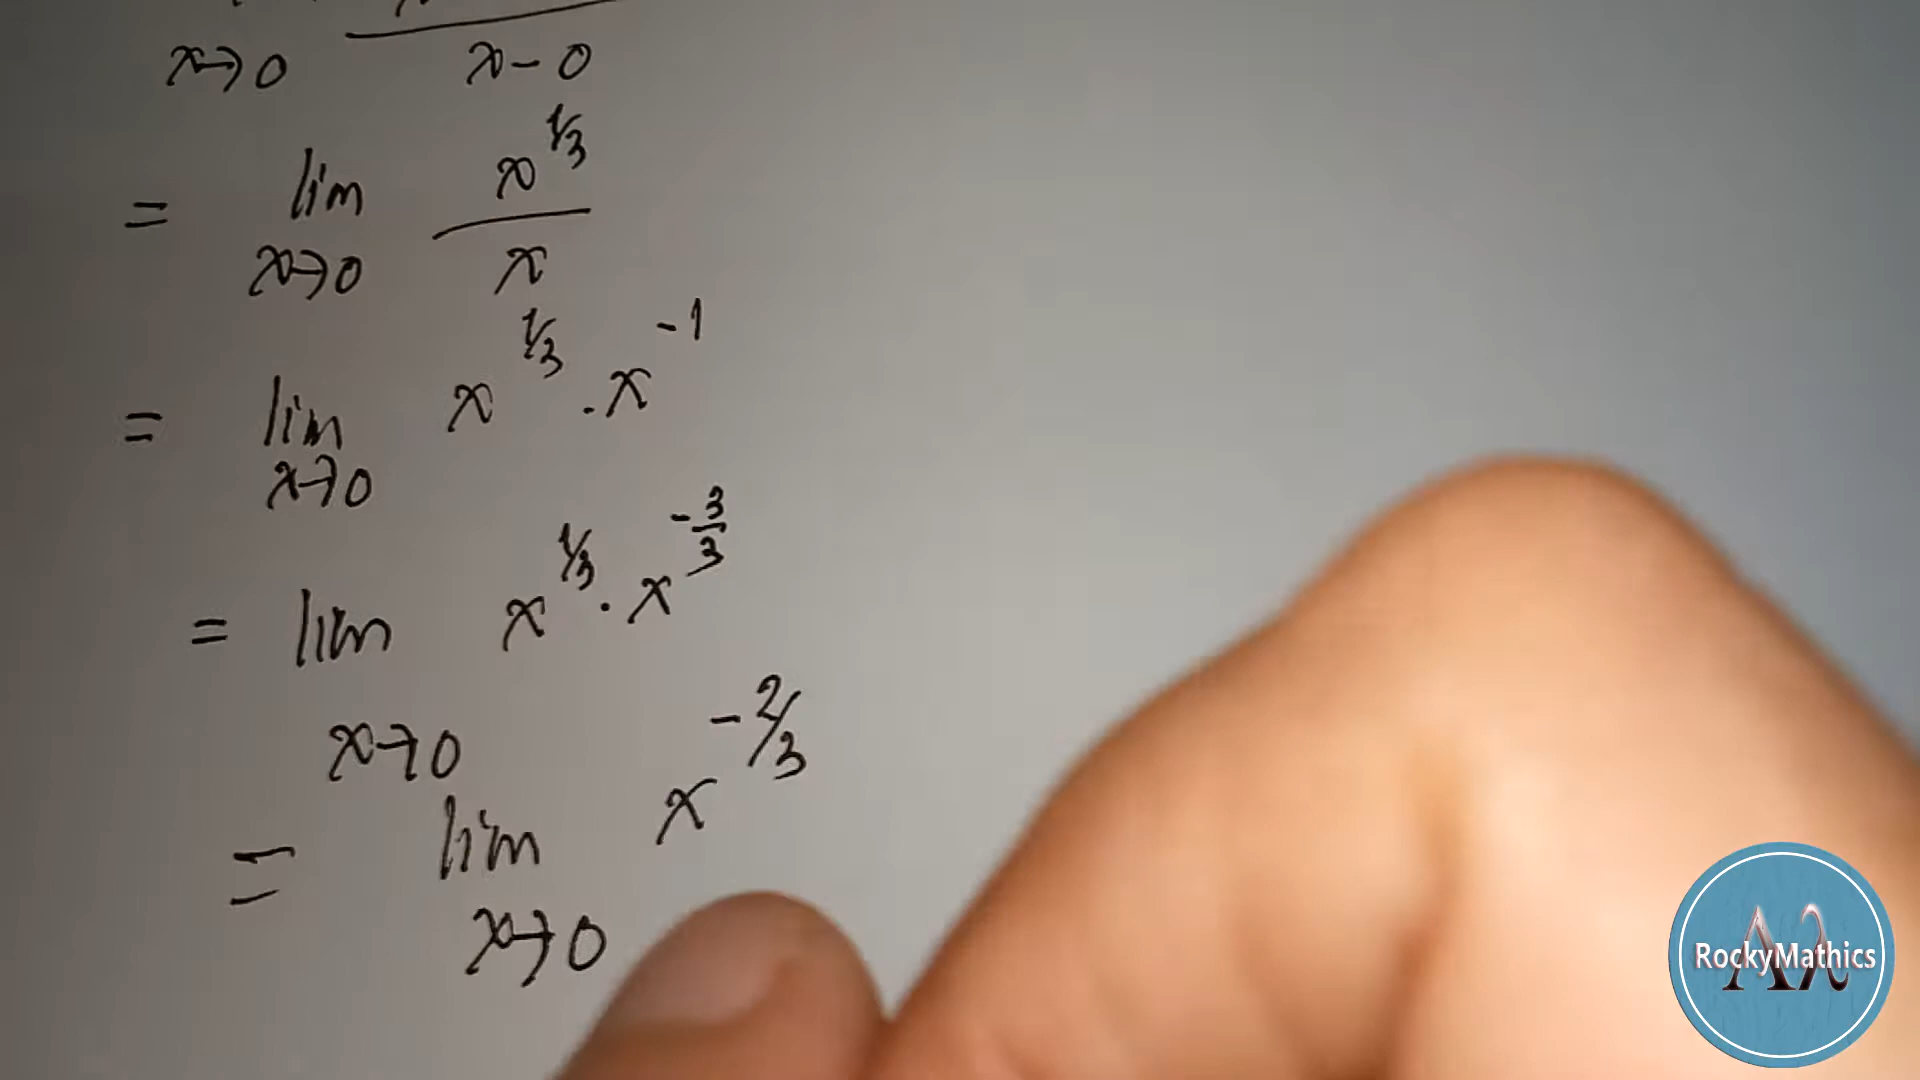 x→0 x-0
= lim x^1/3 / x
x→0
= lim x^1/3 . x^-1
x→0
= lim x^1/3 . x^-3/3
x→0
= lim x^-2/3
x→0
RockyMathics